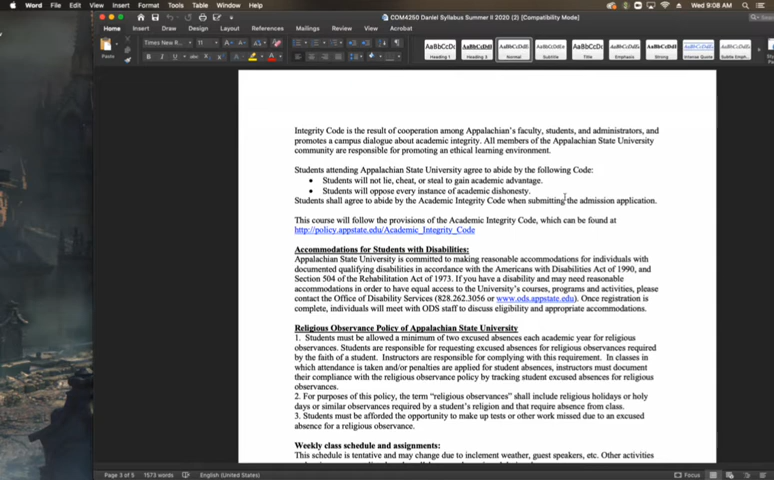 Word File Edit View Insert Format Tools Table Window Help
Wed 9:08 AM
COM4250 Daniel Syllabus Summer II 2020 (2) [Compatibility Mode]
Home Insert Draw Design Layout References Mailings Review View Acrobat
Times New R... 11
Paste
AaBbCcDc AaBbCcDd AaBbCcDdE
Heading 1 Heading 3 Normal Subtitle Title Emphasis Strong Intense Quote Subtle Emph...
Integrity Code is the result of cooperation among Appalachian's faculty, students, and administrators, and
promotes a campus dialogue about academic integrity. All members of the Appalachian State University
community are responsible for promoting an ethical learning environment.
Students attending Appalachian State University agree to abide by the following Code:
• Students will not lie, cheat, or steal to gain academic advantage.
• Students will oppose every instance of academic dishonesty.
Students shall agree to abide by the Academic Integrity Code when submitting the admission application.
This course will follow the provisions of the Academic Integrity Code, which can be found at
http://policy.appstate.edu/Academic_Integrity_Code
Accommodations for Students with Disabilities:
Appalachian State University is committed to making reasonable accommodations for individuals with
documented qualifying disabilities in accordance with the Americans with Disabilities Act of 1990, and
Section 504 of the Rehabilitation Act of 1973. If you have a disability and may need reasonable
accommodations in order to have equal access to the University's courses, programs and activities, please
contact the Office of Disability Services (828.262.3056 or www.ods.appstate.edu). Once registration is
complete, individuals will meet with ODS staff to discuss eligibility and appropriate accommodations.
Religious Observance Policy of Appalachian State University
1. Students must be allowed a minimum of two excused absences each academic year for religious
observances. Students are responsible for requesting excused absences for religious observances required
by the faith of a student. Instructors are responsible for complying with this requirement. In classes in
which attendance is taken and/or penalties are applied for student absences, instructors must document
their compliance with the religious observance policy by tracking student excused absences for religious
observances.
2. For purposes of this policy, the term "religious observances" shall include religious holidays or holy
days or similar observances required by a student's religion and that require absence from class.
3. Students must be afforded the opportunity to make up tests or other work missed due to an excused
absence for a religious observance.
Weekly class schedule and assignments:
This schedule is tentative and may change due to inclement weather, guest speakers, etc. Other activities
Page 3 of 5 1573 words English (United States) Focus